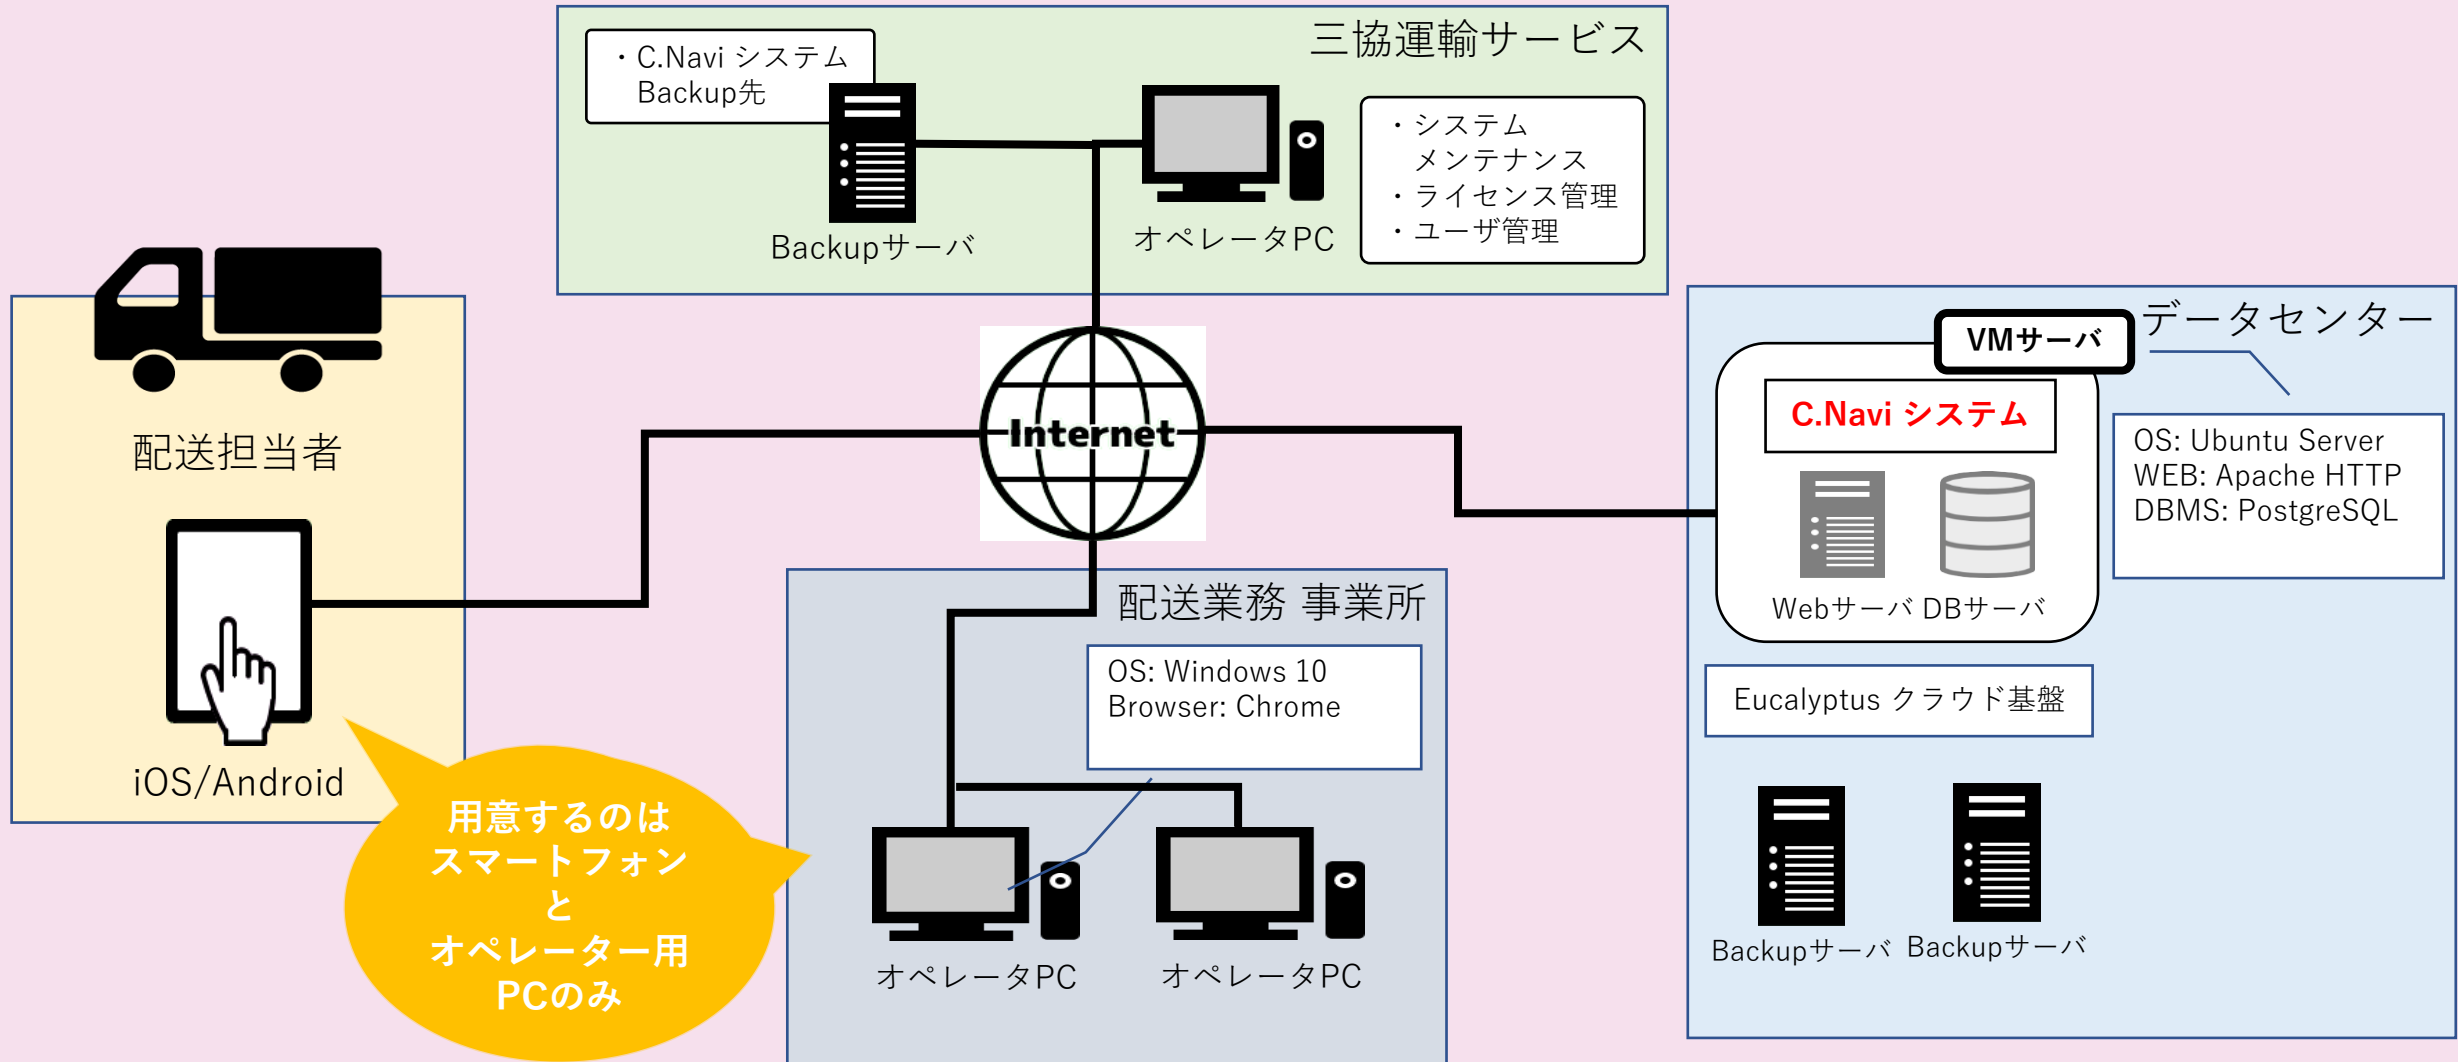 三協運輸サービス
・C.Navi システム
Backup先
・システム
メンテナンス
・ライセンス管理
・ユーザ管理
Backupサーバ
オペレータPC
配送担当者
iOS/Android
Internet
データセンター
VMサーバ
C.Navi システム
OS: Ubuntu Server
WEB: Apache HTTP
DBMS: PostgreSQL
Webサーバ
DBサーバ
Eucalyptus クラウド基盤
Backupサーバ
Backupサーバ
配送業務 事業所
OS: Windows 10
Browser: Chrome
オペレータPC
オペレータPC
用意するのは
スマートフォン
と
オペレーター用
PCのみ